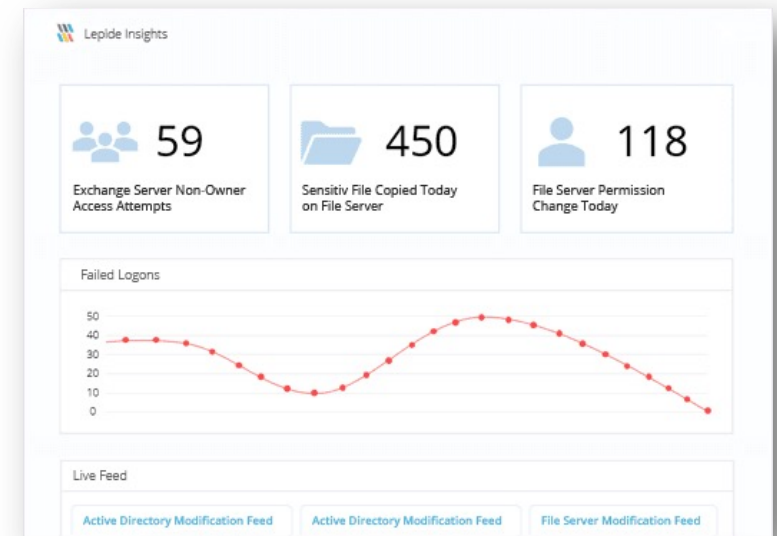 Lepide Insights
59
Exchange Server Non-Owner
Access Attempts
450
Sensitiv File Copied Today
on File Server
118
File Server Permission
Change Today
Failed Logons
50
40
30
20
10
0
Live Feed
Active Directory Modification Feed
Active Directory Modification Feed
File Server Modification Feed